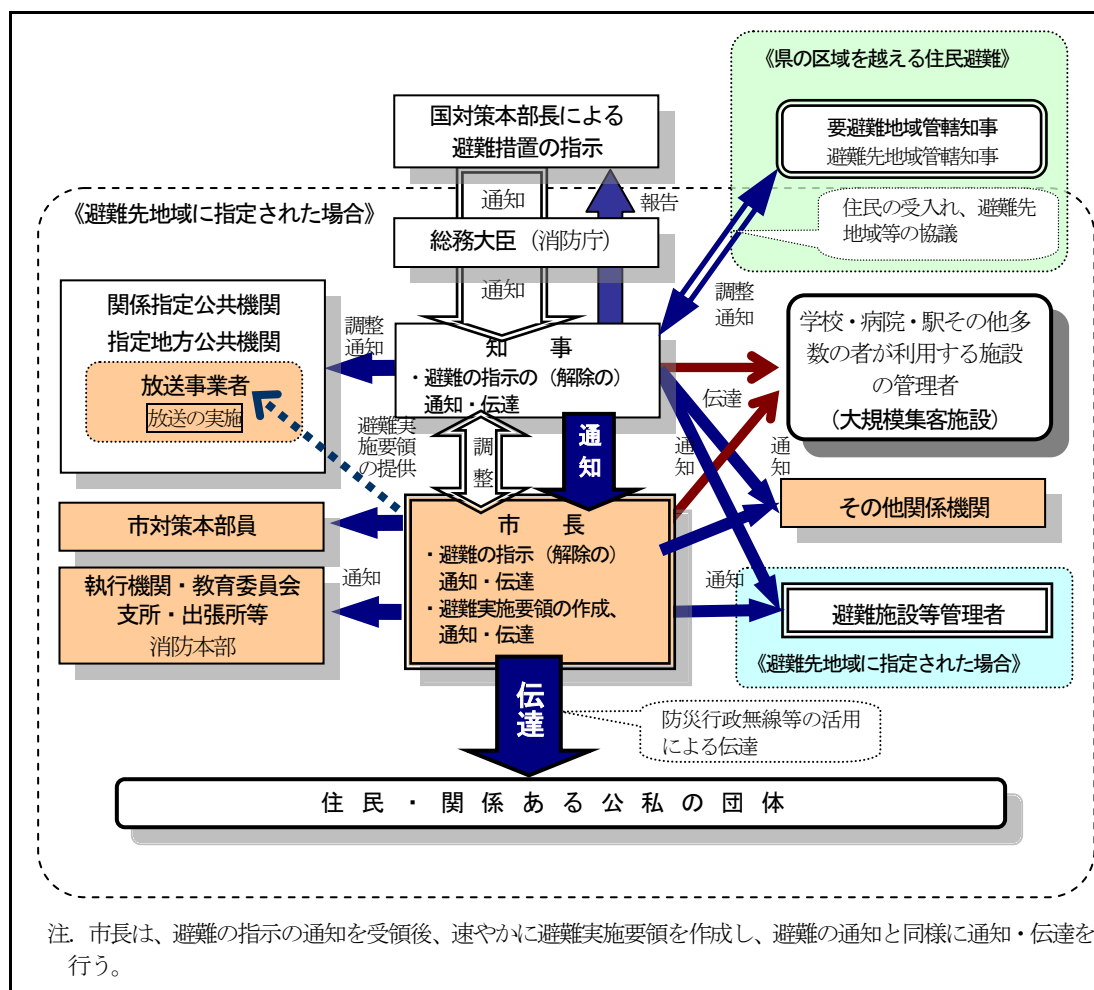 《県の区域を越える住民避難》
要避難地域管轄知事
避難先地域管轄知事
住民の受入れ、避難先
地域等の協議
国対策本部長による
避難措置の指示
通知
報告
《避難先地域に指定された場合》
総務大臣（消防庁）
通知
調整
通知
関係指定公共機関
指定地方公共機関
放送事業者
放送の実施
調整
通知
知　事
・避難の指示の（解除の）
通知・伝達
学校・病院・駅その他多
数の者が利用する施設
の管理者
（大規模集客施設）
伝達
避難実
施要領
の提供
調
整
通
知
通
知
通
知
その他関係機関
市対策本部員
市　長
・避難の指示（解除の）
通知・伝達
・避難実施要領の作成、
通知・伝達
執行機関・教育委員会
支所・出張所等
消防本部
通知
通知
避難施設等管理者
《避難先地域に指定された場合》
伝
達
防災行政無線等の活用
による伝達
住 民 ・ 関 係 あ る 公 私 の 団 体
注．市長は、避難の指示の通知を受領後、速やかに避難実施要領を作成し、避難の通知と同様に通知・伝達を
行う。